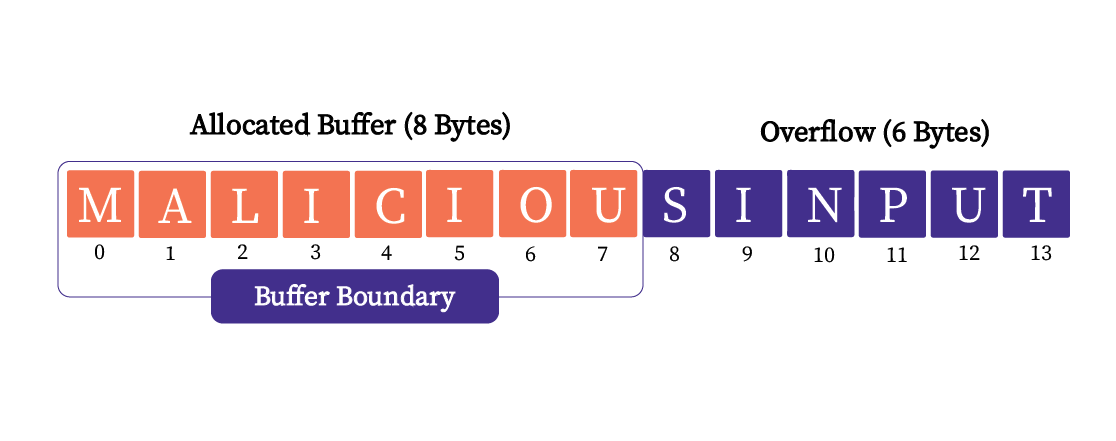 Allocated Buffer (8 Bytes)
Overflow (6 Bytes)
M A L I C I O U S I N P U T
0 1 2 3 4 5 6 7 8 9 10 11 12 13
Buffer Boundary